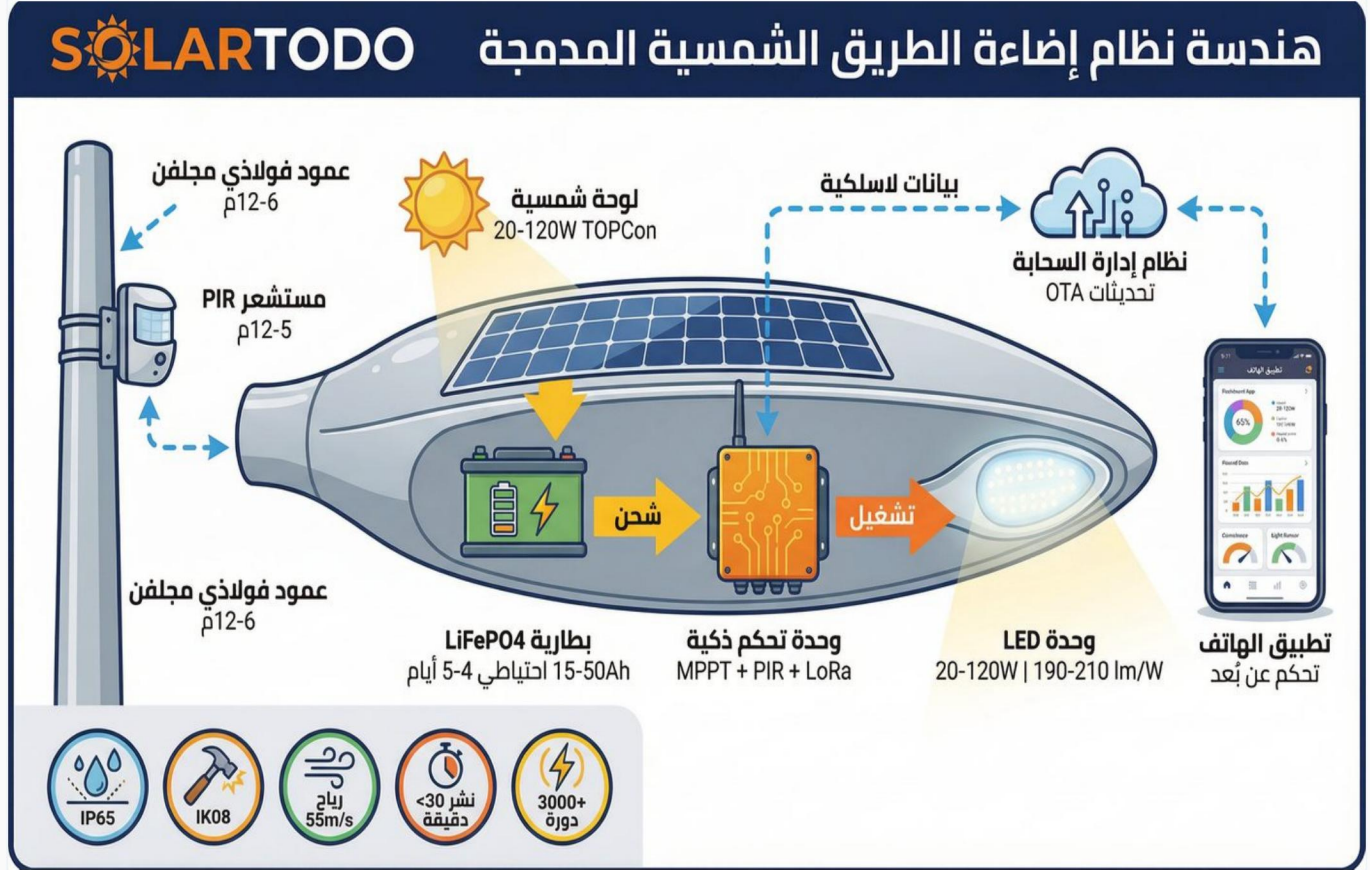 SOLARTODO
هندسة نظام إضاءة الطريق الشمسية المدمجة
عمود فولاذي مجلفن
6-12م
لوحة شمسية
20-120W TOPCon
بيانات لاسلكية
نظام إدارة السحابة
تحديثات OTA
مستشعر PIR
5-12م
تطبيق الهاتف
65%
شحن
تشغيل
عمود فولاذي مجلفن
6-12م
بطارية LiFePO4
15-50Ah احتياطي 4-5 أيام
وحدة تحكم ذكية
MPPT + PIR + LoRa
وحدة LED
20-120W | 190-210 lm/W
تطبيق الهاتف
تحكم عن بُعد
IP65
IK08
رياح
55m/s
نشر 30>
دقيقة
3000+
دورة